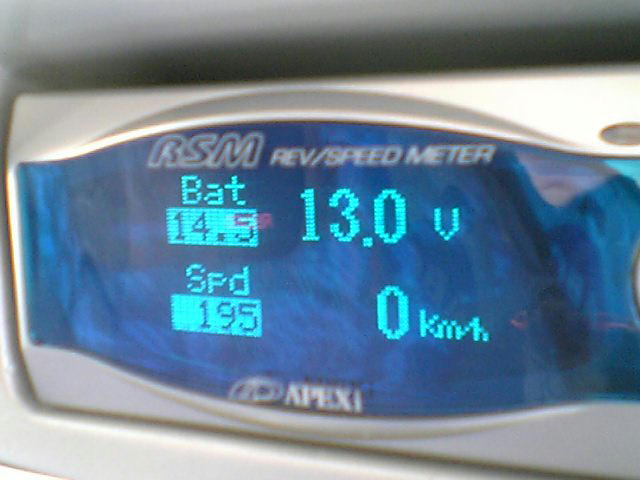 RSM REV/SPEED METER
Bat
14.5 13.0 V
Spd
195 0 Km/h
APEXi